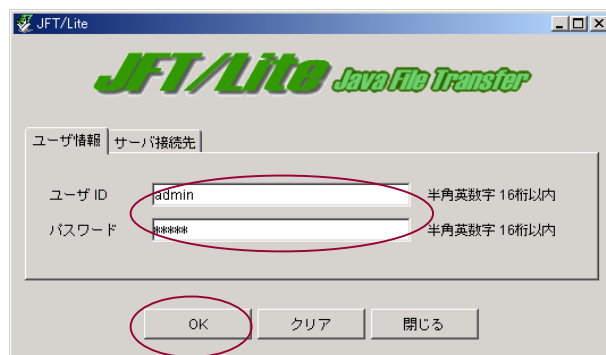 JFT/Lite
JFT/Lite Java File Transfer
ユーザ情報 サーバ接続先
ユーザ ID admin 半角英数字 16桁以内
パスワード ***** 半角英数字 16桁以内
OK クリア 閉じる